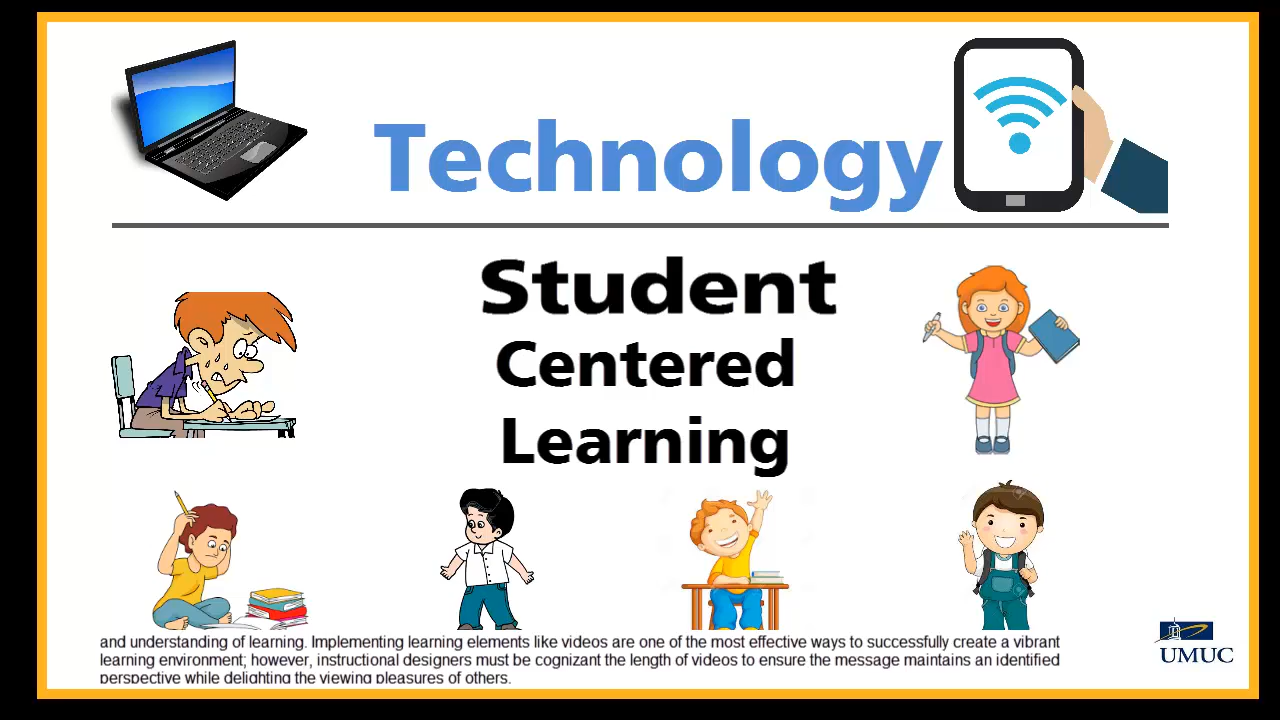 Technology
Student
Centered
Learning
and understanding of learning. Implementing learning elements like videos are one of the most effective ways to successfully create a vibrant
learning environment; however, instructional designers must be cognizant the length of videos to ensure the message maintains an identified
perspective while delighting the viewing pleasures of others.
UMUC